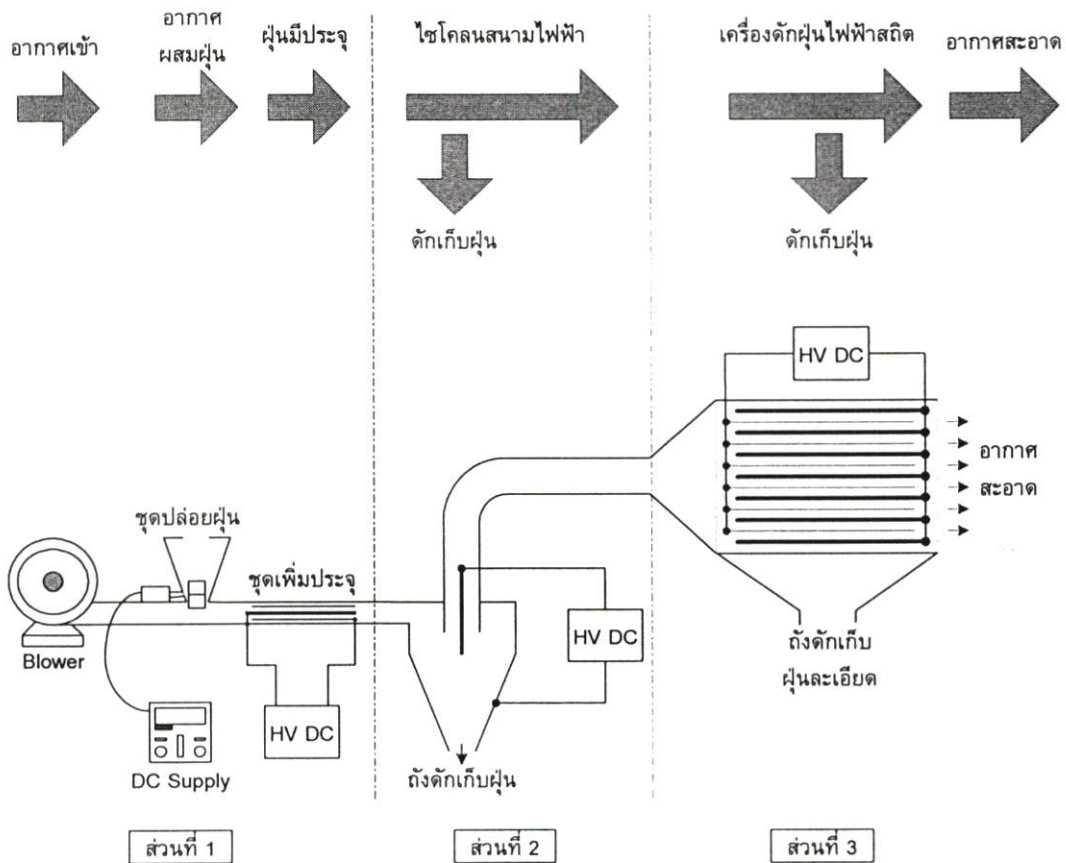 อากาศเข้า
อากาศ
ผสมฝุ่น
ฝุ่นมีประจุ
ไซโคลนสนามไฟฟ้า
เครื่องดักฝุ่นไฟฟ้าสถิต
อากาศสะอาด
ดักเก็บฝุ่น
ดักเก็บฝุ่น
HV DC
อากาศ
สะอาด
ชุดปล่อยฝุ่น
ชุดเพิ่มประจุ
Blower
HV DC
HV DC
DC Supply
ถังดักเก็บฝุ่น
ถังดักเก็บ
ฝุ่นละเอียด
ส่วนที่ 1
ส่วนที่ 2
ส่วนที่ 3